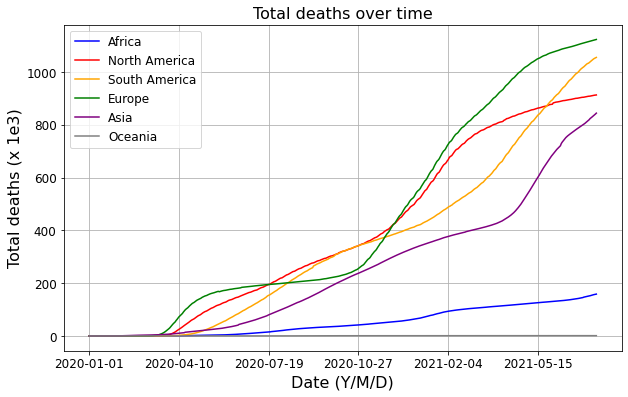 Total deaths over time
Africa
North America
South America
Europe
Asia
Oceania
Total deaths (x 1e3)
1000
800
600
400
200
0
2020-01-01 2020-04-10 2020-07-19 2020-10-27 2021-02-04 2021-05-15
Date (Y/M/D)